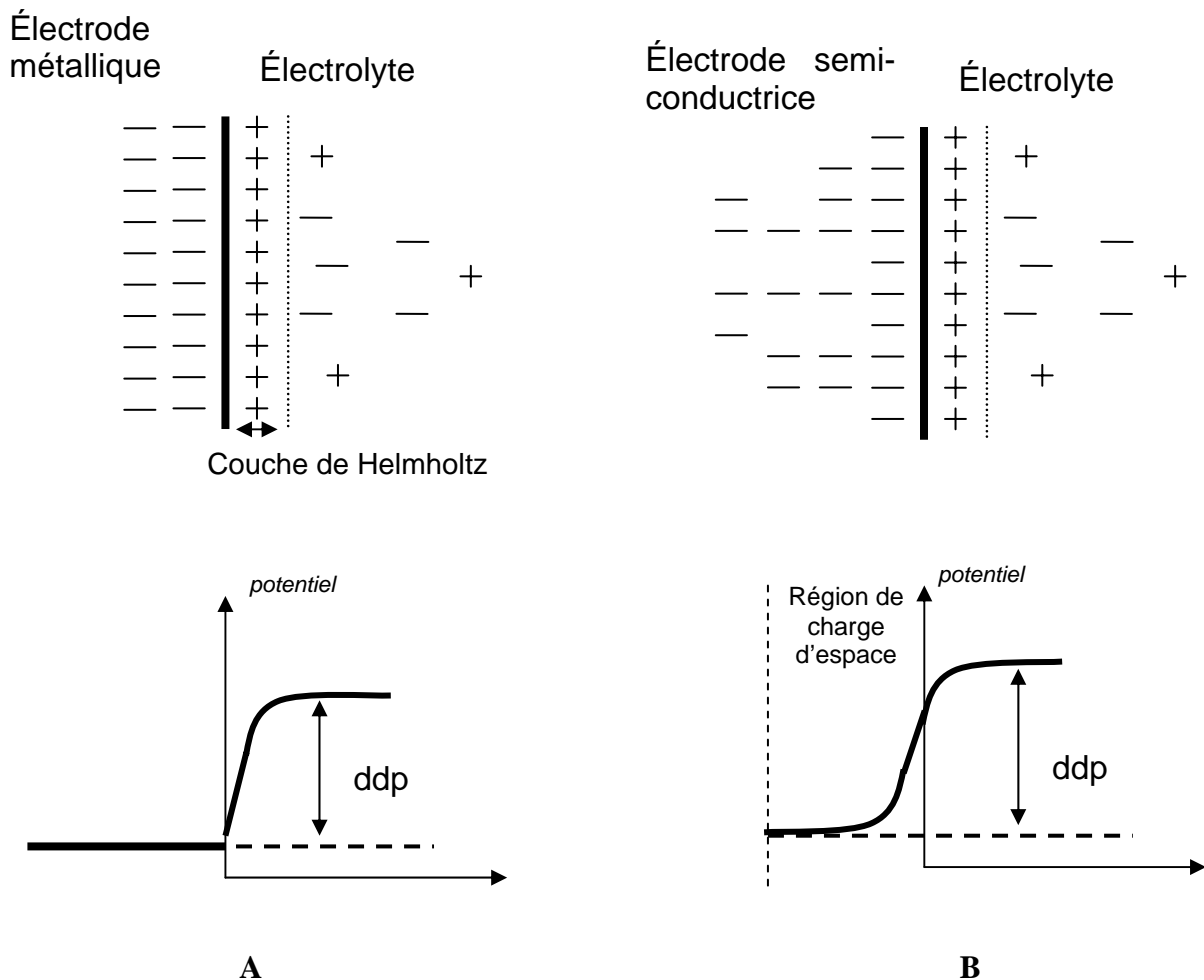 Électrode
métallique
Électrolyte
Couche de Helmholtz
potentiel
ddp
A
Électrode semi-
conductrice
Électrolyte
potentiel
Région de
charge
d'espace
ddp
B